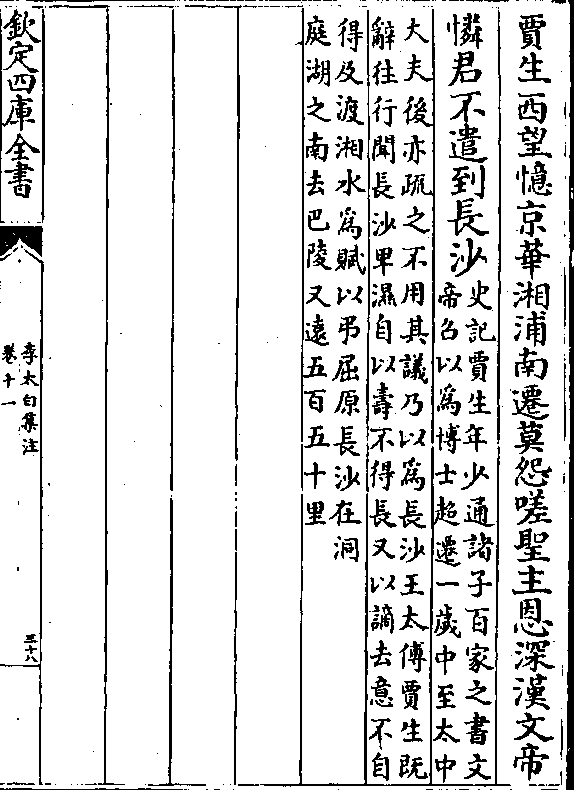 賈生西望憶京華湘浦南遷莫怨嗟聖主恩深漢文帝
憐君不遣到長沙
史記賈生年少通諸子百家之書文
帝召以為博士超遷一歲中至太中
大夫後亦疏之不用其議乃以為長沙王太傅賈生既
辭往行聞長沙卑濕自以壽不得長又以謫去意不自
得及渡湘水為賦以弔屈原長沙在洞
庭湖之南去巴陵又遠五百五十里
欽定四庫全書
李太白集注
卷十一
三十八